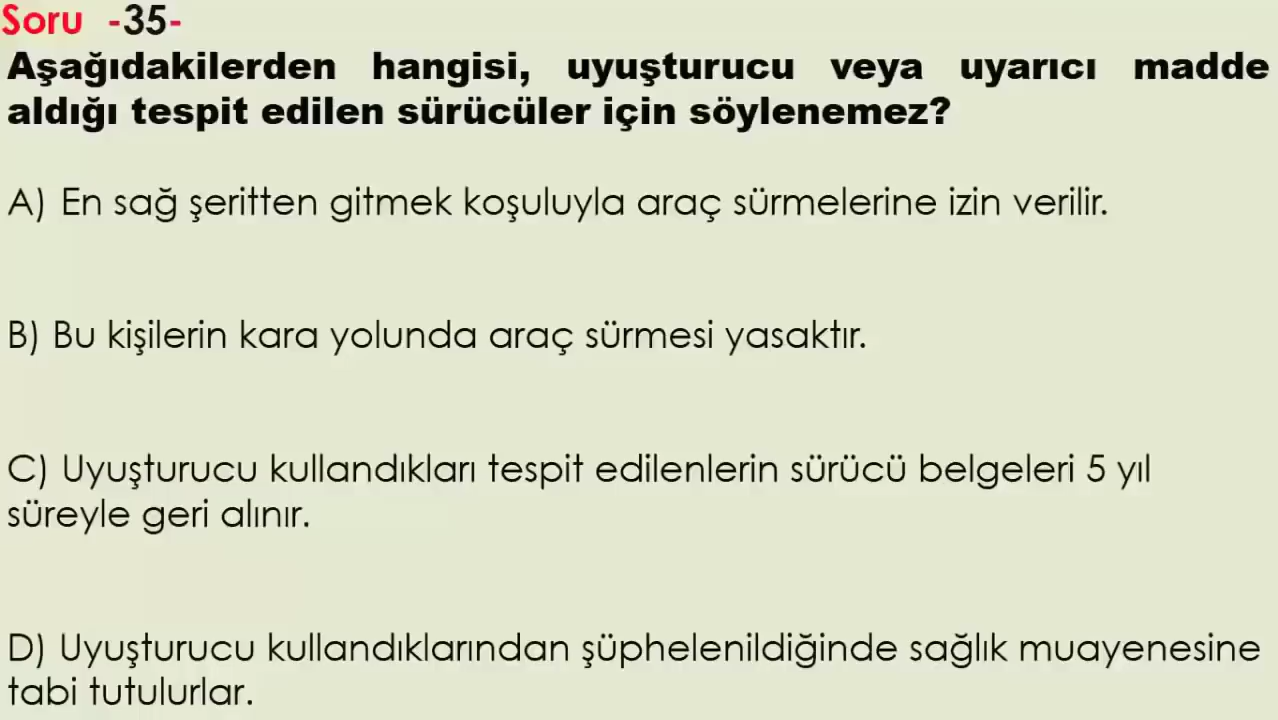 Soru -35-
Aşağıdakilerden hangisi, uyuşturucu veya uyarıcı madde
aldığı tespit edilen sürücüler için söylenemez?
A) En sağ şeritten gitmek koşuluyla araç sürmelerine izin verilir.
B) Bu kişilerin kara yolunda araç sürmesi yasaktır.
C) Uyuşturucu kullandıkları tespit edilenlerin sürücü belgeleri 5 yıl
süreyle geri alınır.
D) Uyuşturucu kullandıklarından şüphelenildiğinde sağlık muayenesine
tabi tutulurlar.